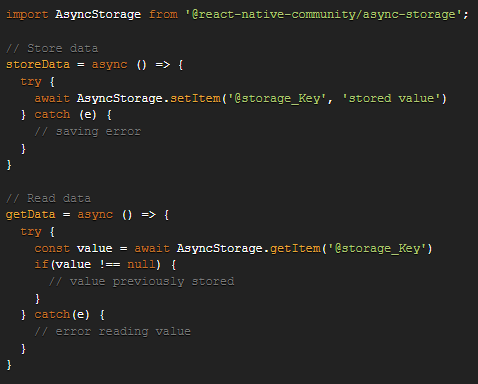 import AsyncStorage from '@react-native-community/async-storage';

// Store data
storeData = async () => {
  try {
    await AsyncStorage.setItem('@storage_Key', 'stored value')
  } catch (e) {
    // saving error
  }
}

// Read data
getData = async () => {
  try {
    const value = await AsyncStorage.getItem('@storage_Key')
    if(value !== null) {
      // value previously stored
    }
  } catch(e) {
    // error reading value
  }
}